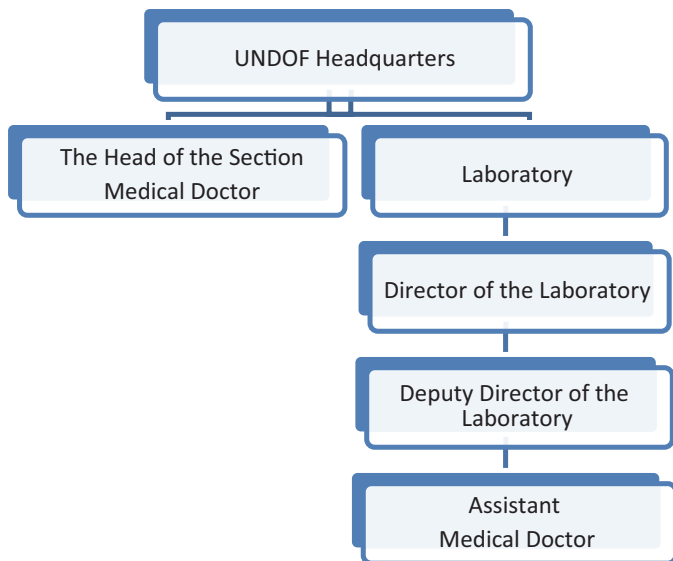 UNDOF Headquarters
The Head of the Section
Medical Doctor
Laboratory
Director of the Laboratory
Deputy Director of the
Laboratory
Assistant
Medical Doctor